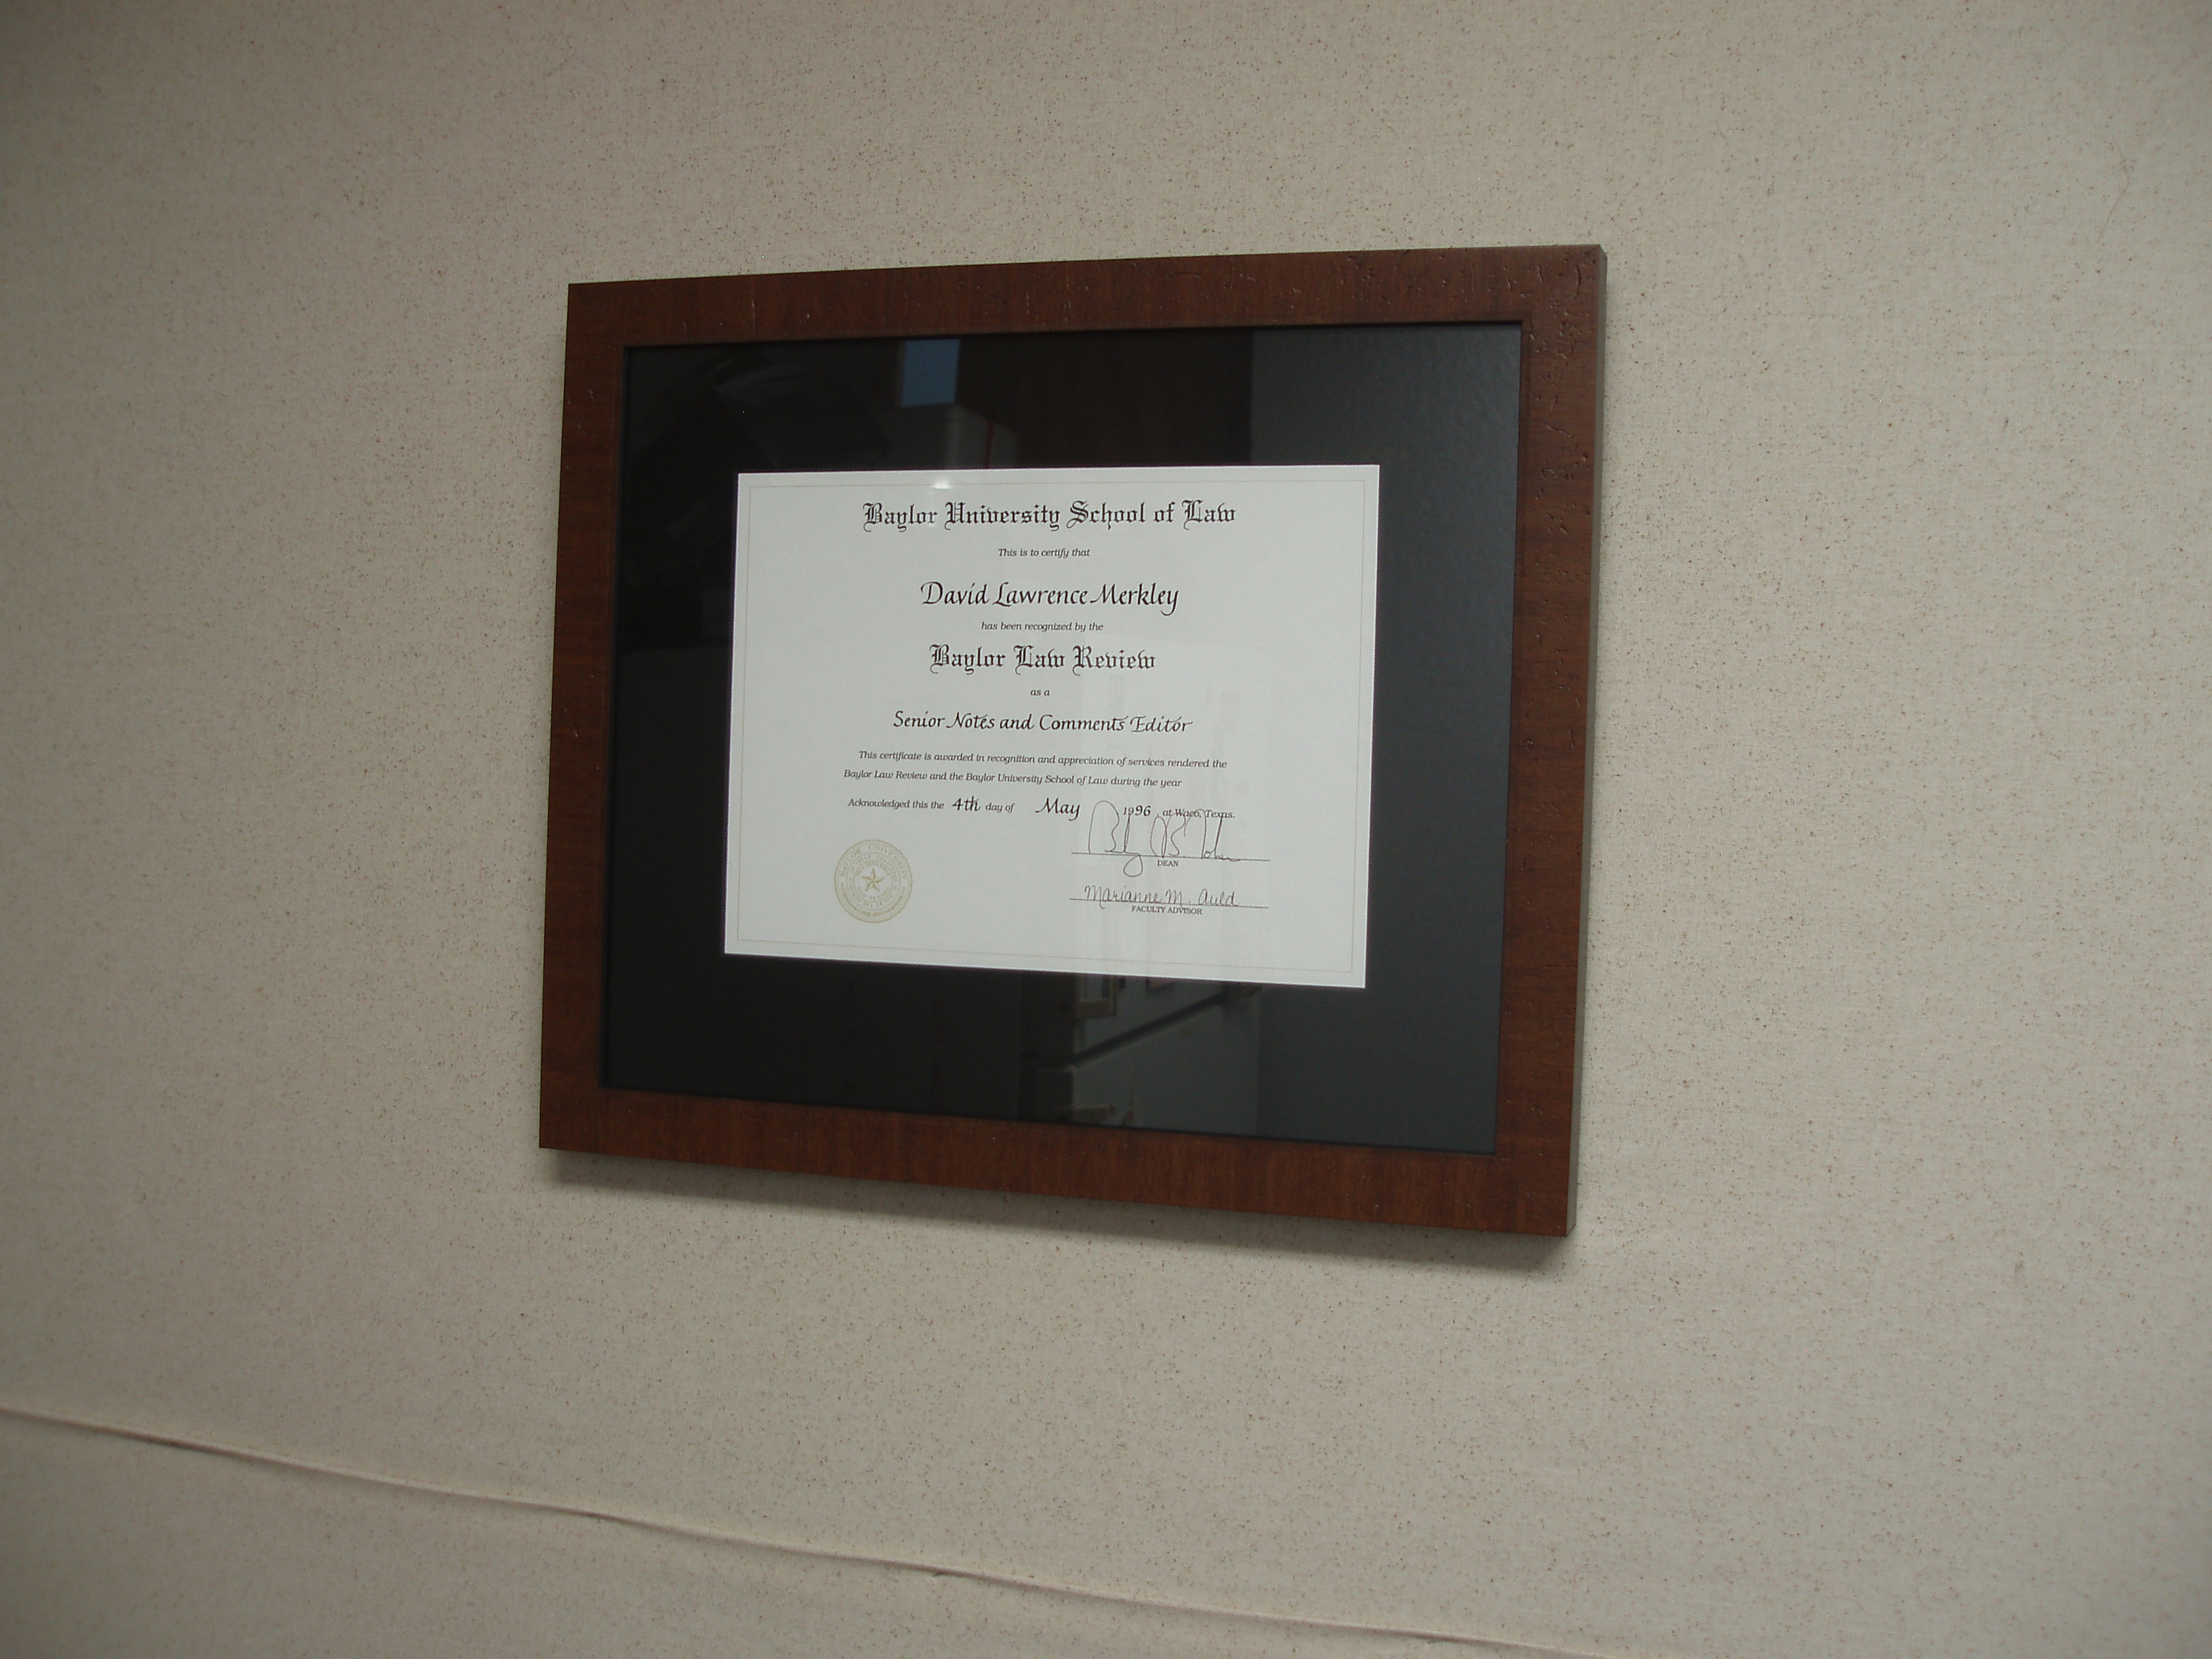 Baylor University School of Law
This is to certify that
David Lawrence Merkley
has been recognized by the
Baylor Law Review
as a
Senior Notes and Comments Editor
This certificate is awarded in recognition and appreciation of services rendered the
Baylor Law Review and the Baylor University School of Law during the year
Acknowledged this the 4th day of May 1996, at Waco, Texas.
DEAN
Marianne M. Auld
FACULTY ADVISOR